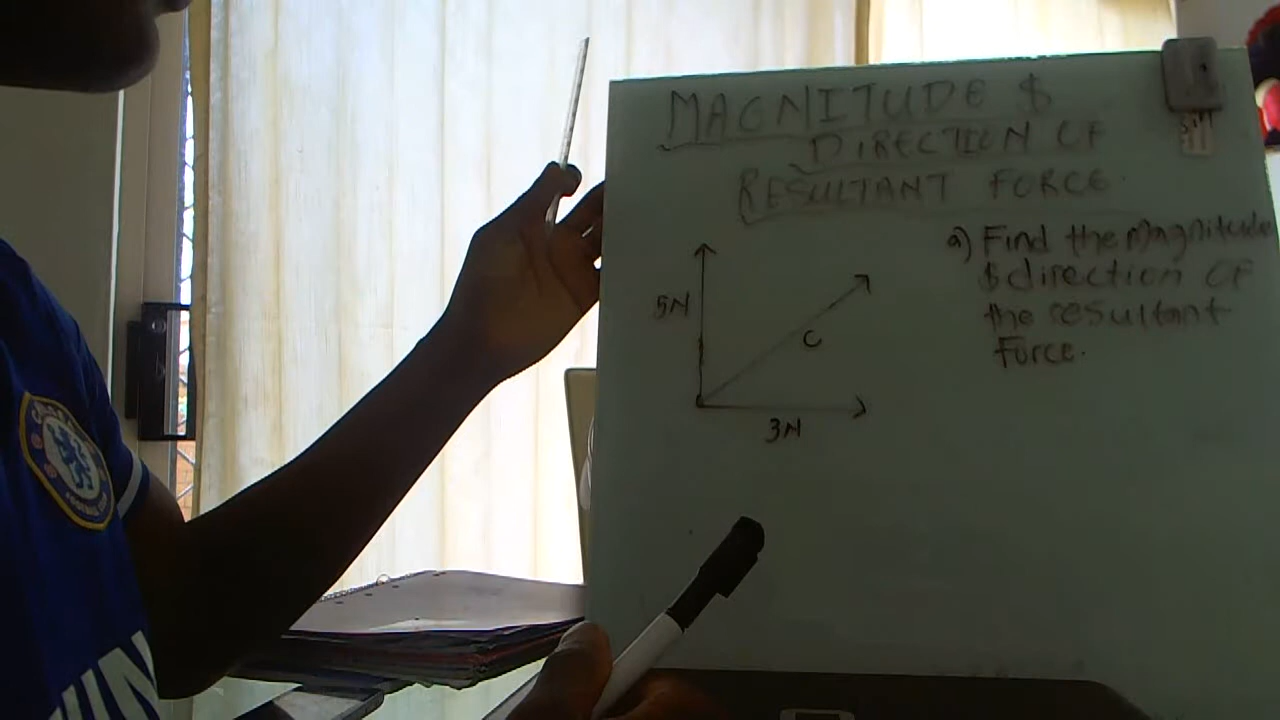 MAGNITUDE $
DIRECTION OF
RESULTANT FORCE
5N
C
3N
a) Find the Magnitude
$ direction OF
the resultant
Force.